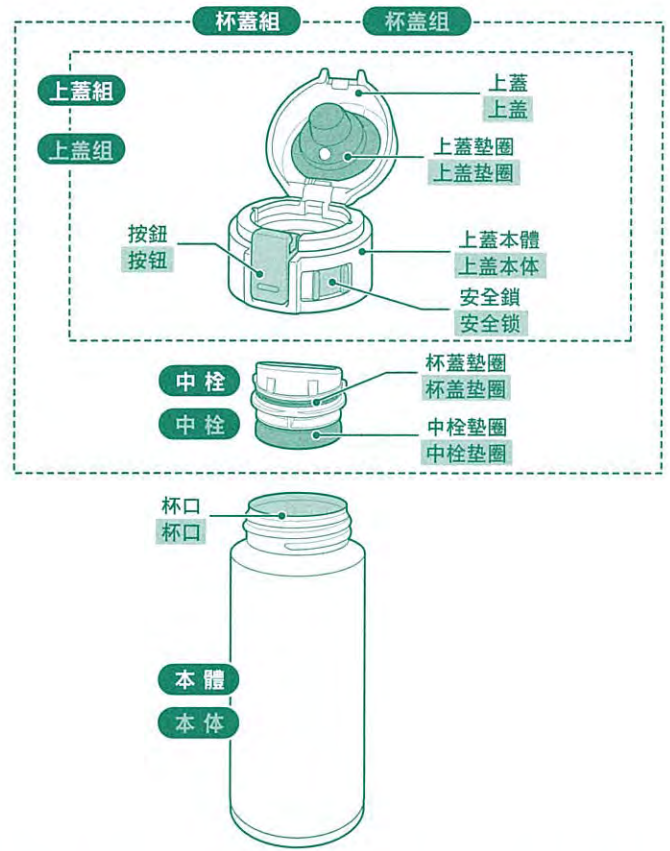 杯蓋組 杯盖组
上蓋組
上盖组
上蓋
上盖
上蓋墊圈
上盖垫圈
按鈕
按钮
上蓋本體
上盖本体
安全鎖
安全锁
中栓
中栓
杯蓋墊圈
杯盖垫圈
中栓墊圈
中栓垫圈
杯口
杯口
本體
本体